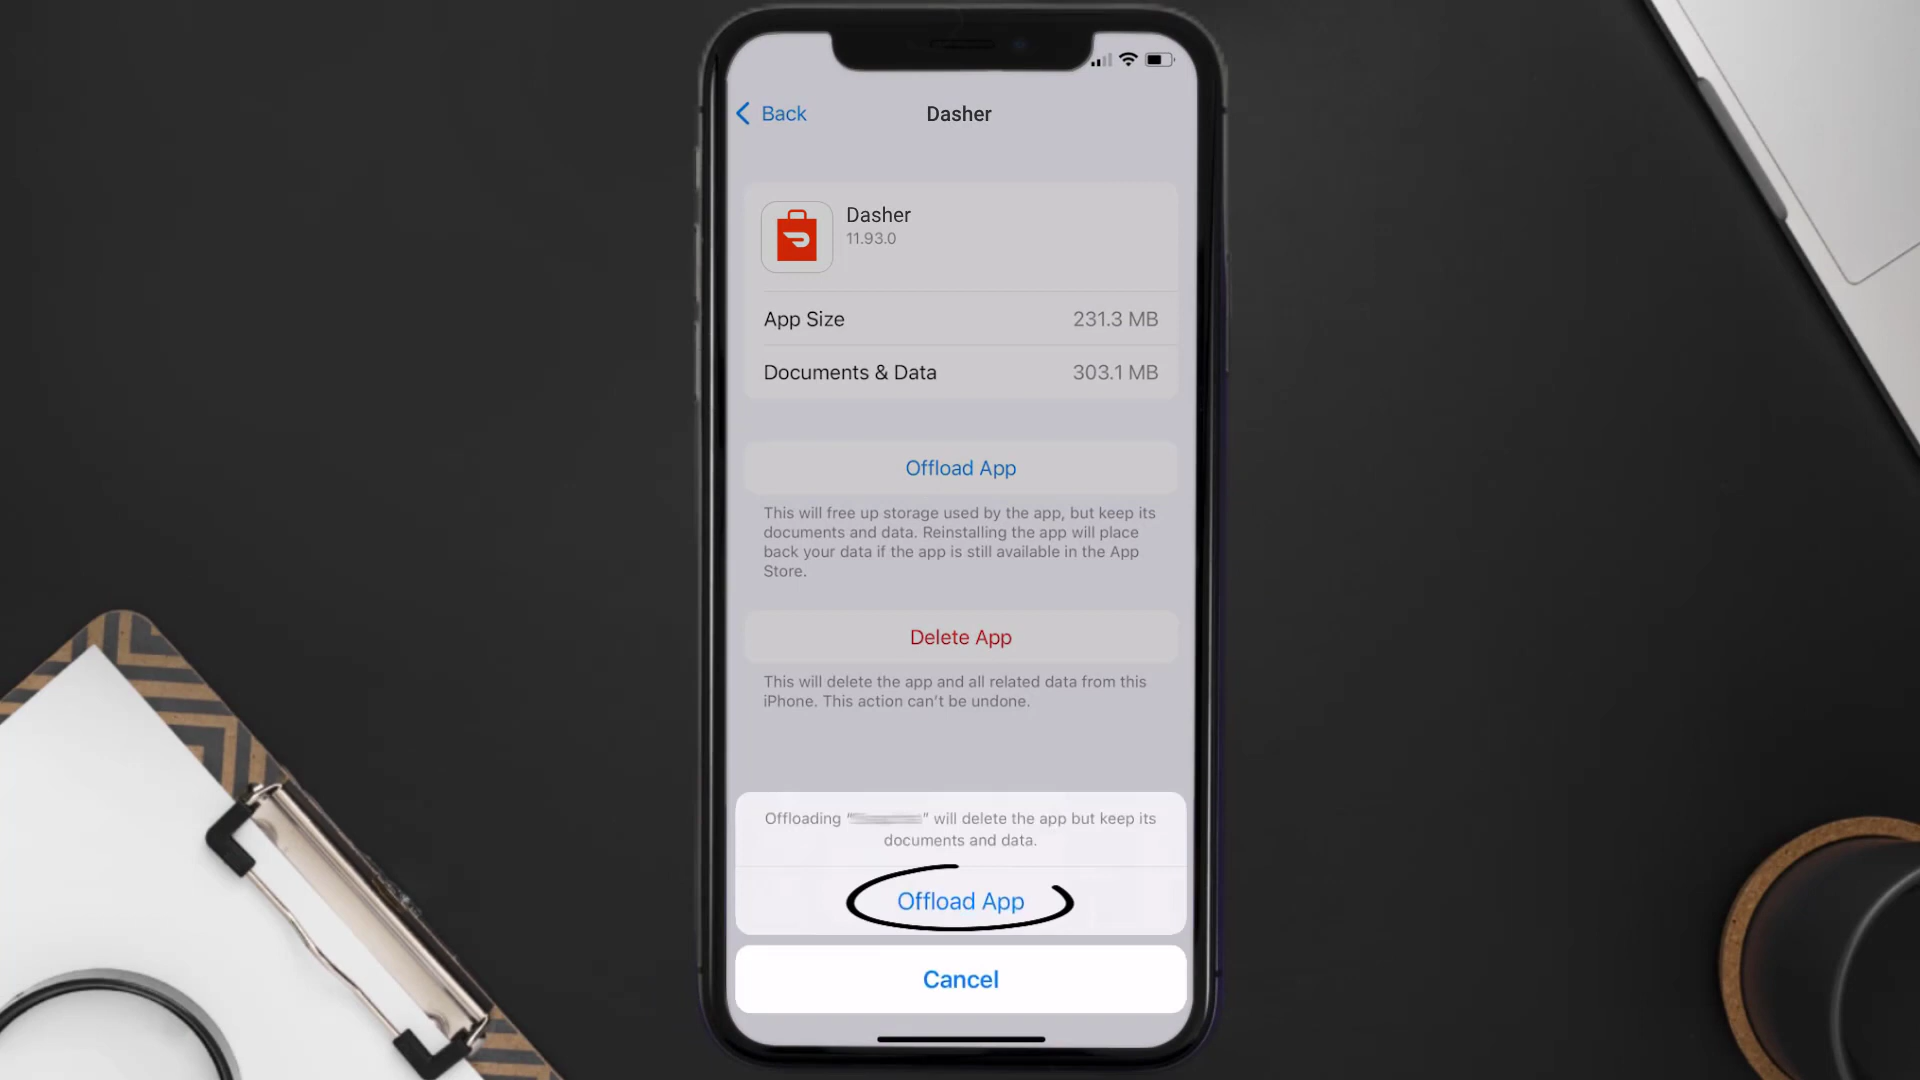 Back
Dasher
Dasher
11.93.0
App Size 231.3 MB
Documents & Data 303.1 MB
Offload App
This will free up storage used by the app, but keep its
documents and data. Reinstalling the app will place
back your data if the app is still available in the App
Store.
Delete App
This will delete the app and all related data from this
iPhone. This action can't be undone.
Offloading " " will delete the app but keep its
documents and data.
Offload App
Cancel